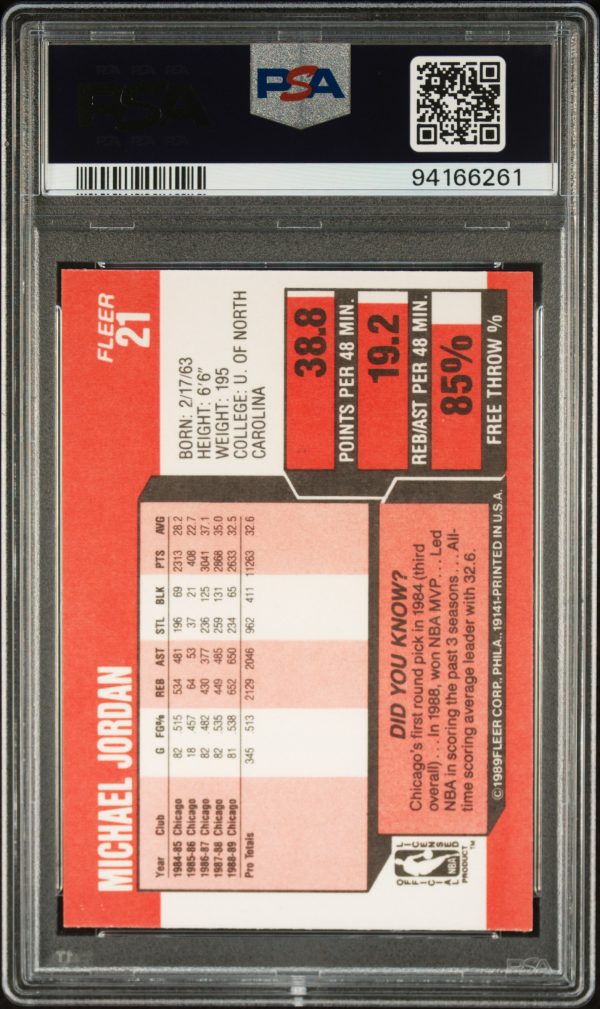 PSA
94166261
FLEER
21
MICHAEL JORDAN
BORN: 2/17/63
HEIGHT: 6'6"
WEIGHT: 195
COLLEGE: U. OF NORTH
CAROLINA
Year Club G FG% REB AST STL BLK PTS AVG
1984-85 Chicago 82 515 534 481 196 69 2313 28.2
1985-86 Chicago 18 457 64 53 37 21 408 22.7
1986-87 Chicago 82 482 430 377 236 125 3041 37.1
1987-88 Chicago 82 535 449 485 259 131 2868 35.0
1988-89 Chicago 81 538 652 650 234 65 2633 32.5
Pro Totals 345 513 2129 2046 962 411 11263 32.6
38.8
POINTS PER 48 MIN.
19.2
REB/AST PER 48 MIN.
85%
FREE THROW %
DID YOU KNOW?
Chicago's first round pick in 1984 (third
overall) . . . In 1988, won NBA MVP . . . Led
NBA in scoring the past 3 seasons . . . All-
time scoring average leader with 32.6.
OFFICIAL
LICENSED
NBA
PRODUCT™
©1989 FLEER CORP., PHILA., 19141-PRINTED IN U.S.A.
PSA